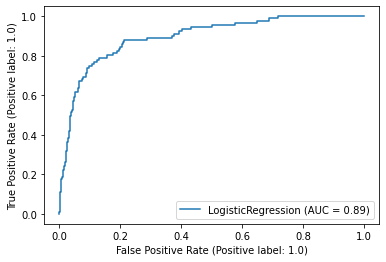 True Positive Rate (Positive label: 1.0)
1.0
0.8
0.6
0.4
0.2
0.0
LogisticRegression (AUC = 0.89)
0.0 0.2 0.4 0.6 0.8 1.0
False Positive Rate (Positive label: 1.0)